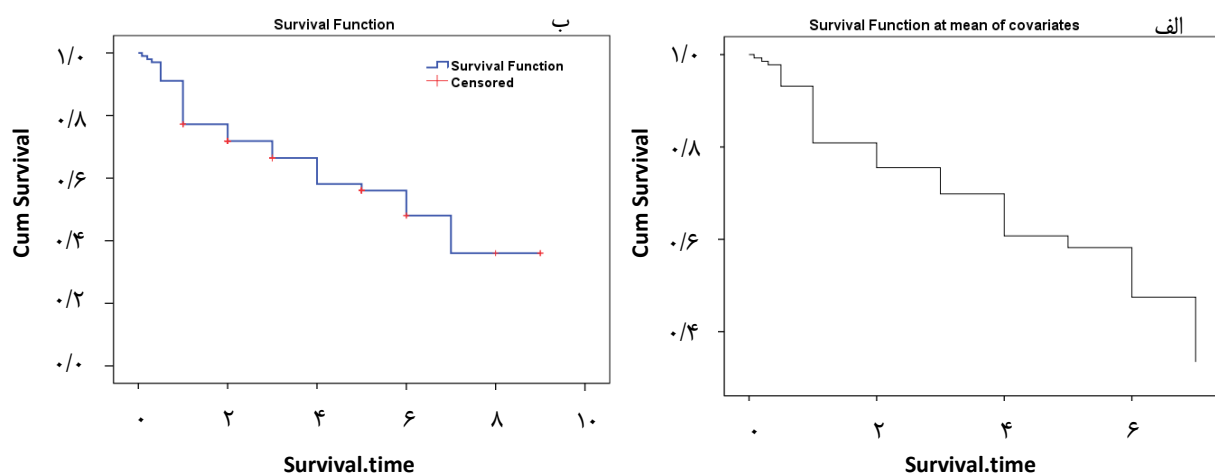 Survival Function
ب
Survival Function
Censored
Cum Survival
۱/۰
۰/۸
۰/۶
۰/۴
۰/۲
۰/۰
۰
۲
۴
۶
۸
۱۰
Survival.time
Survival Function at mean of covariates
الف
Cum Survival
۱/۰
۰/۸
۰/۶
۰/۴
۰
۲
۴
۶
Survival.time